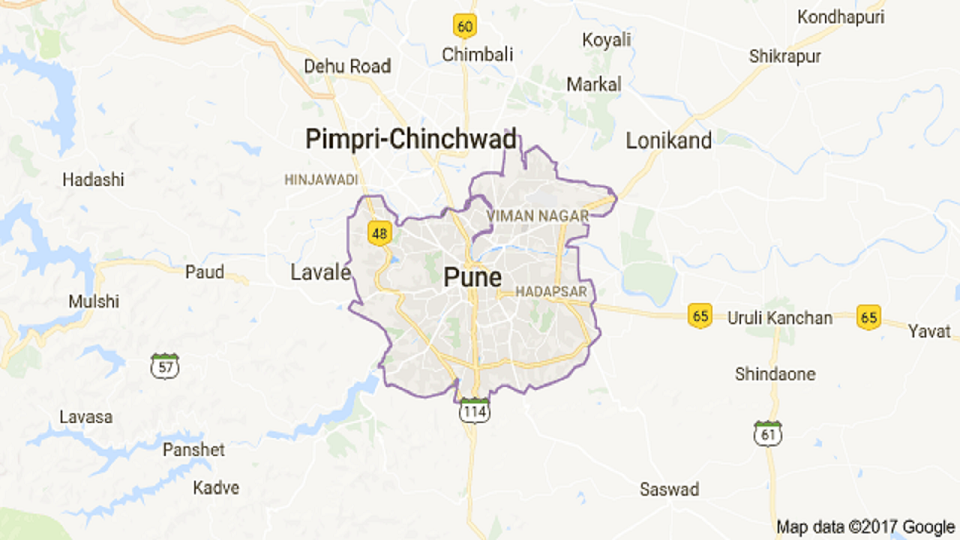 Kondhapuri
60
Koyali
Chimbali
Shikrapur
Dehu Road
Markal
Pimpri-Chinchwad
Lonikand
Hadashi
HINJAWADI
VIMAN NAGAR
48
Paud
Lavale
Pune
HADAPSAR
Mulshi
65
Uruli Kanchan
65
Yavat
57
Shindaone
Lavasa
114
61
Panshet
Kadve
Saswad
Map data ©2017 Google